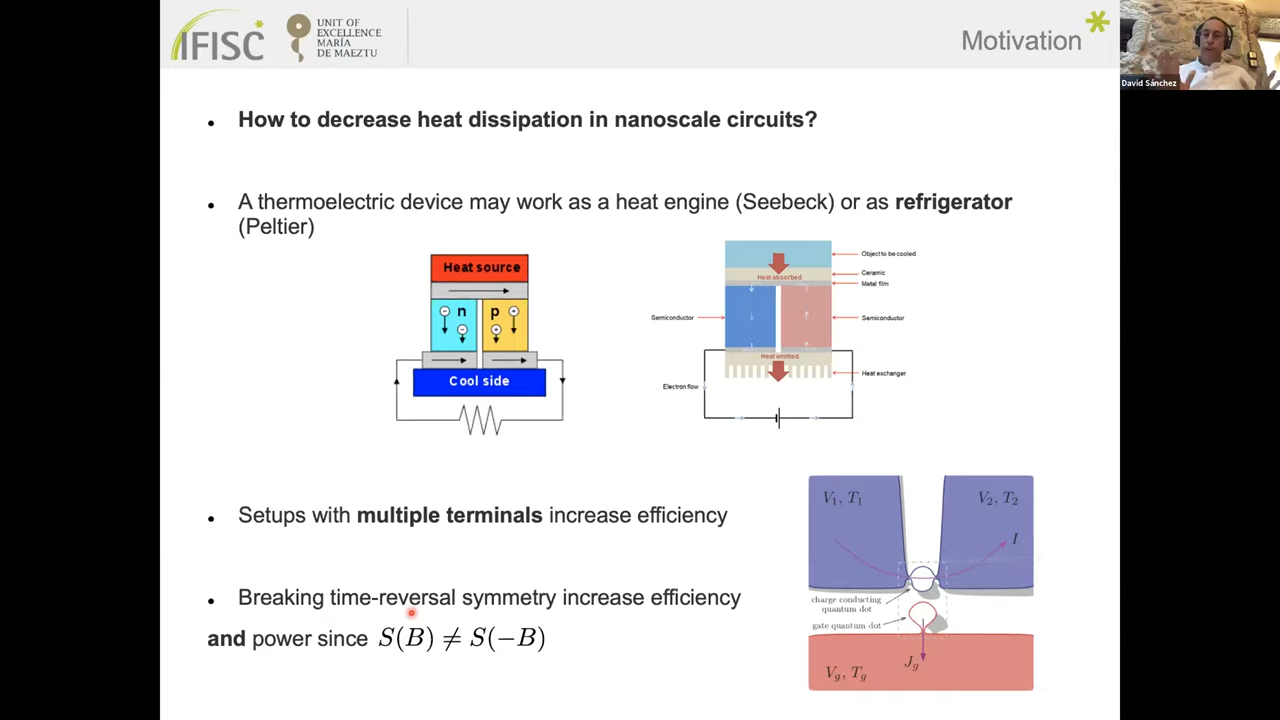 IFISC
UNIT OF
EXCELLENCE
MARÍA
DE MAEZTU
Motivation
David Sánchez
• How to decrease heat dissipation in nanoscale circuits?
• A thermoelectric device may work as a heat engine (Seebeck) or as refrigerator
(Peltier)
Heat source
n
p
Cool side
Object to be cooled
Heat absorbed
Ceramic
Metal film
Semiconductor
Semiconductor
Heat emitted
Heat exchanger
Electron flow
• Setups with multiple terminals increase efficiency
• Breaking time-reversal symmetry increase efficiency
and power since S(B) ≠ S(−B)
V₁, T₁
V₂, T₂
I
charge conducting
quantum dot
gate quantum dot
J_g
V_g, T_g